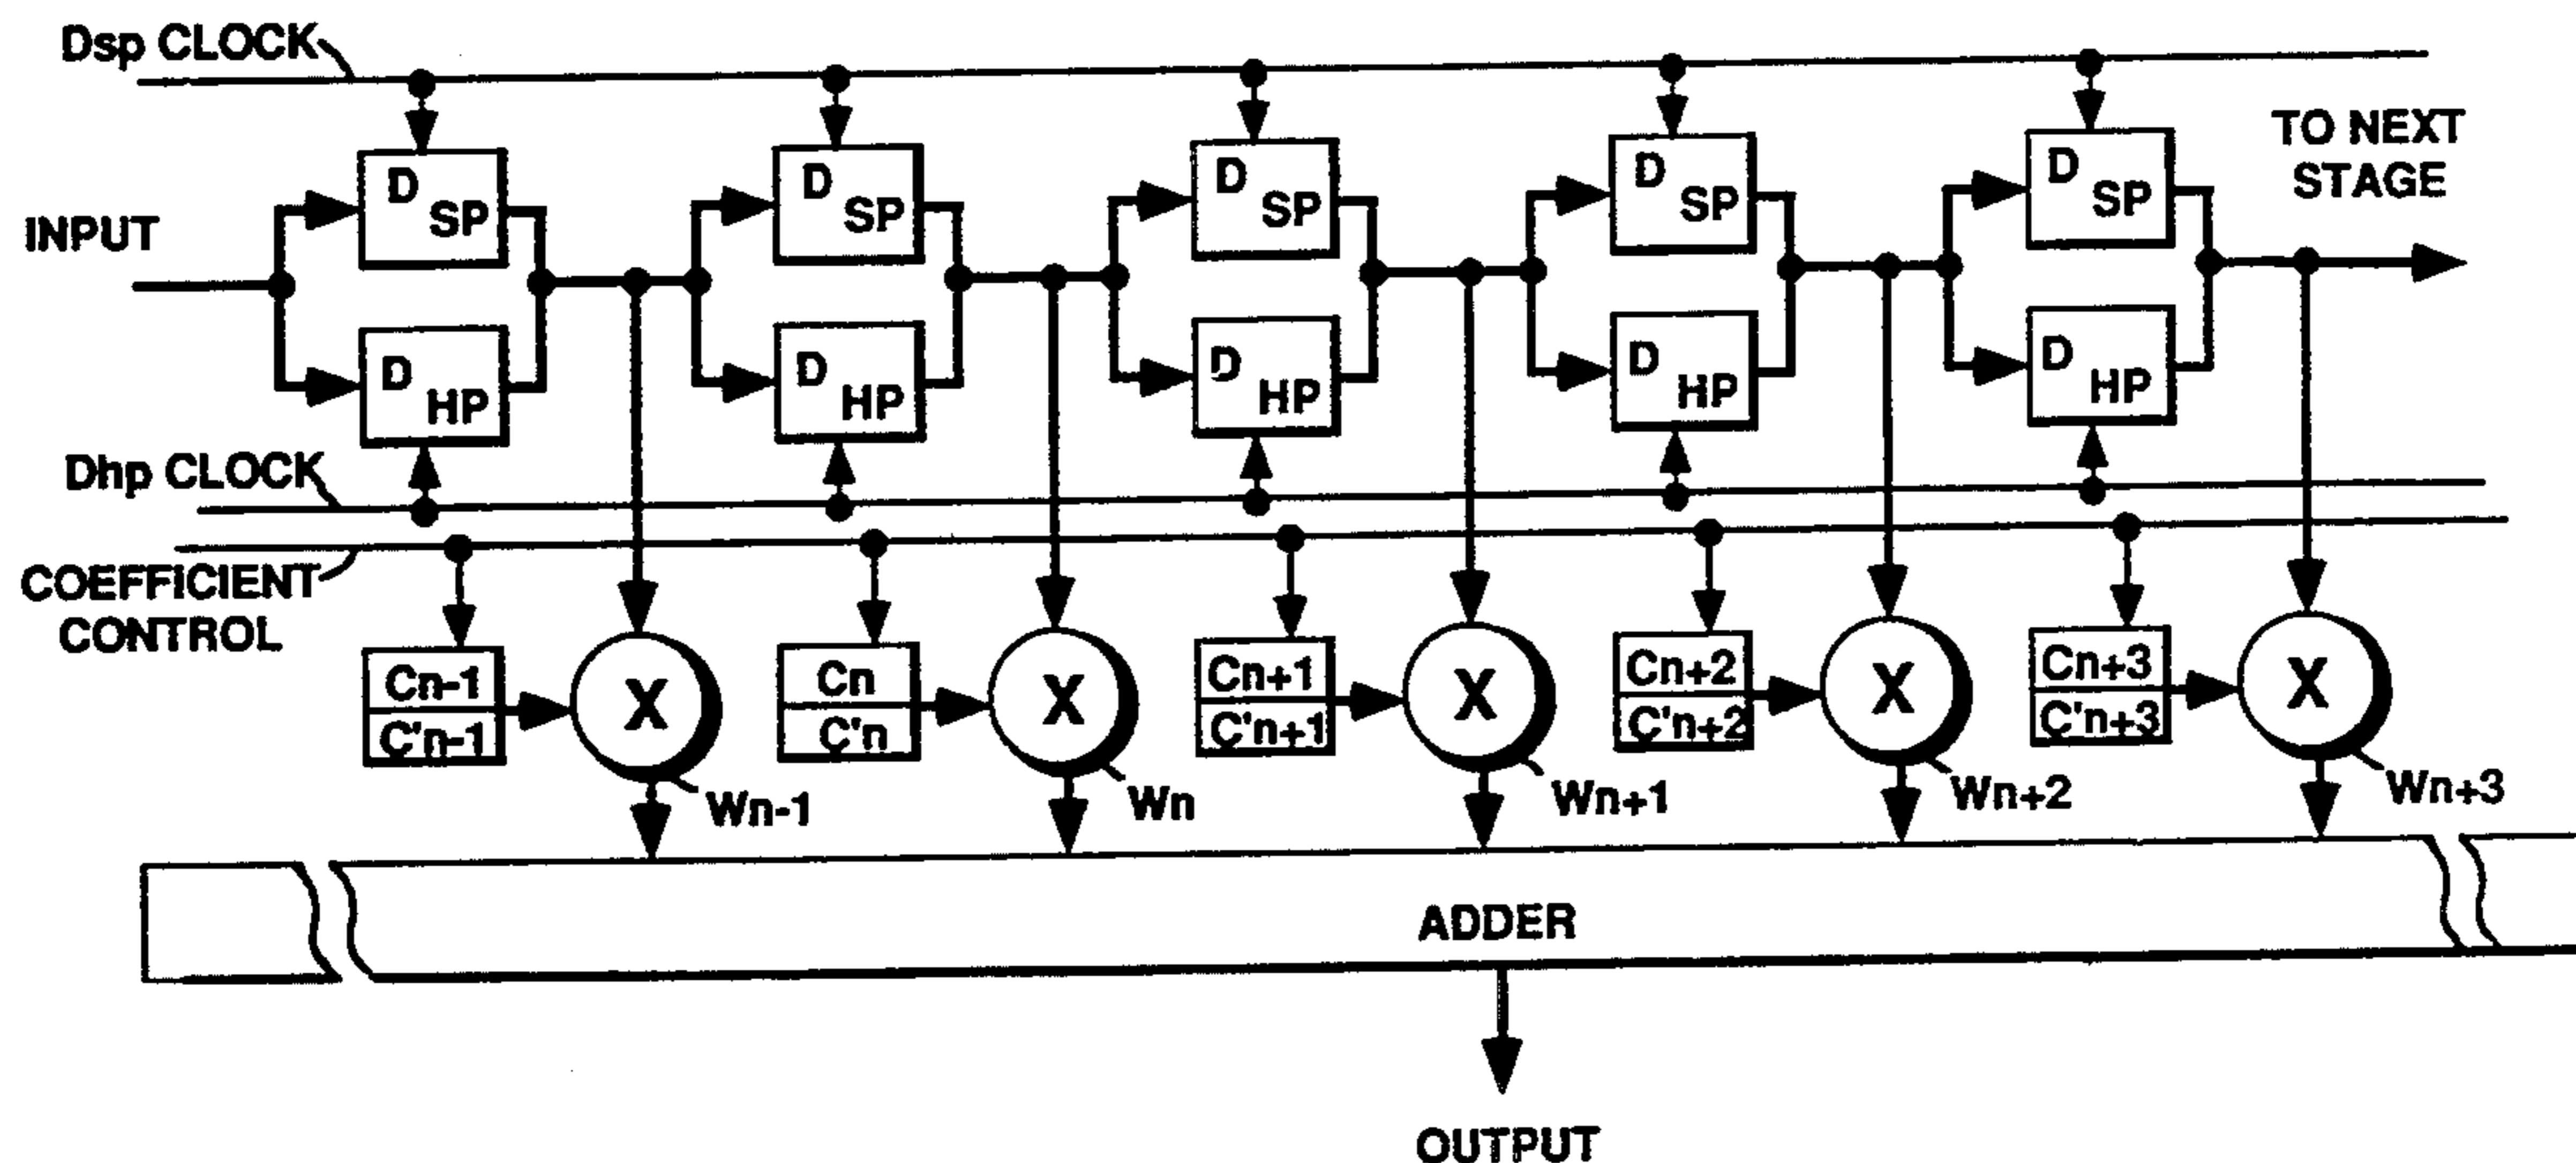 Dsp CLOCK
TO NEXT
STAGE
INPUT
D SP
D SP
D SP
D SP
D SP
D HP
D HP
D HP
D HP
D HP
Dhp CLOCK
COEFFICIENT
CONTROL
Cn-1
C'n-1
X
Wn-1
Cn
C'n
X
Wn
Cn+1
C'n+1
X
Wn+1
Cn+2
C'n+2
X
Wn+2
Cn+3
C'n+3
X
Wn+3
ADDER
OUTPUT